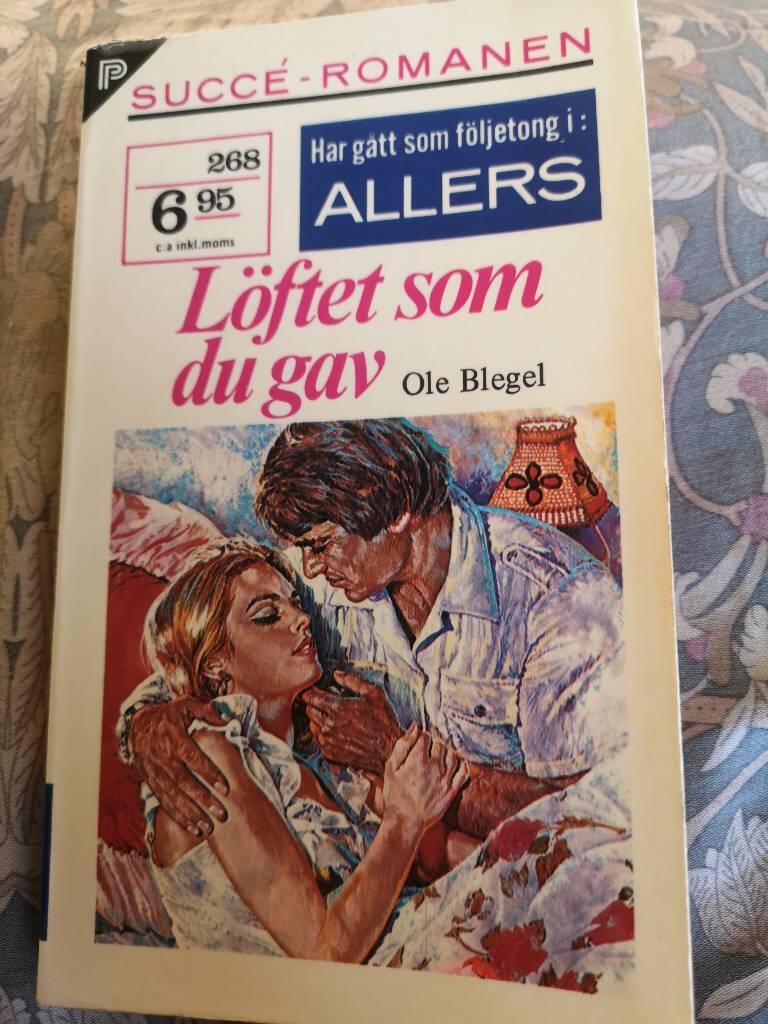 P
SUCCÉ-ROMANEN
268
6 95
c:a inkl.moms
Har gått som följetong i:
ALLERS
Löftet som
du gav
Ole Blegel